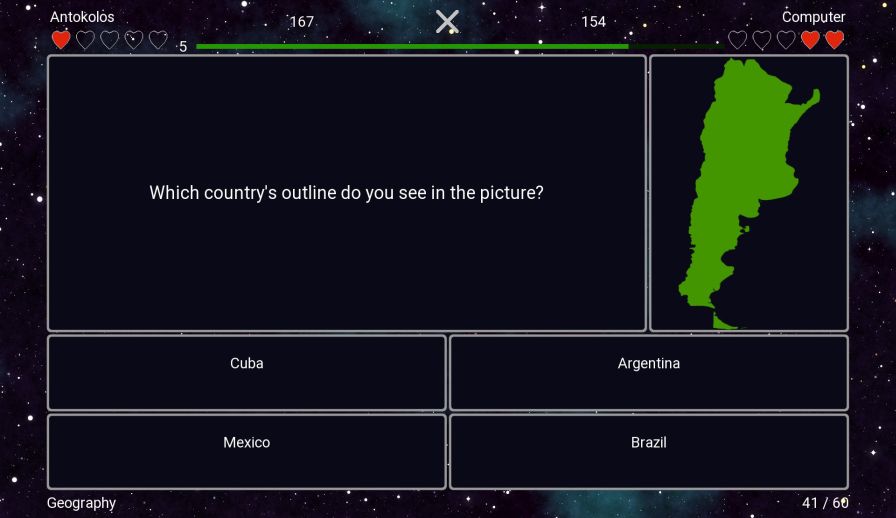 Antokolos
167
154
Computer
5
Which country's outline do you see in the picture?
Cuba
Argentina
Mexico
Brazil
Geography
41 / 60